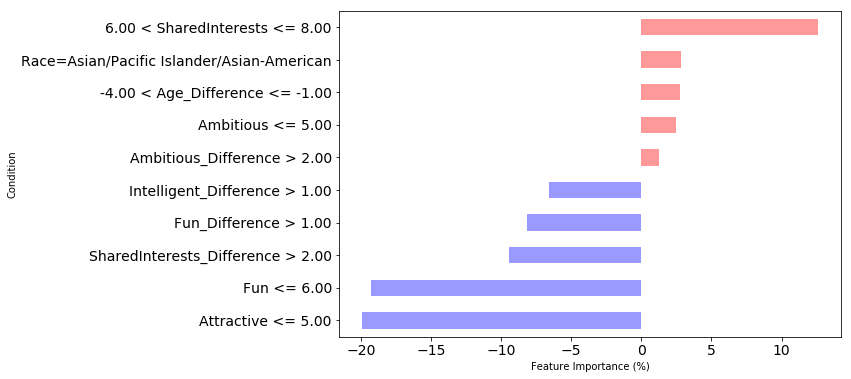 6.00 < SharedInterests <= 8.00
Race=Asian/Pacific Islander/Asian-American
-4.00 < Age_Difference <= -1.00
Ambitious <= 5.00
Ambitious_Difference > 2.00
Intelligent_Difference > 1.00
Fun_Difference > 1.00
SharedInterests_Difference > 2.00
Fun <= 6.00
Attractive <= 5.00
Condition
−20 −15 −10 −5 0 5 10
Feature Importance (%)